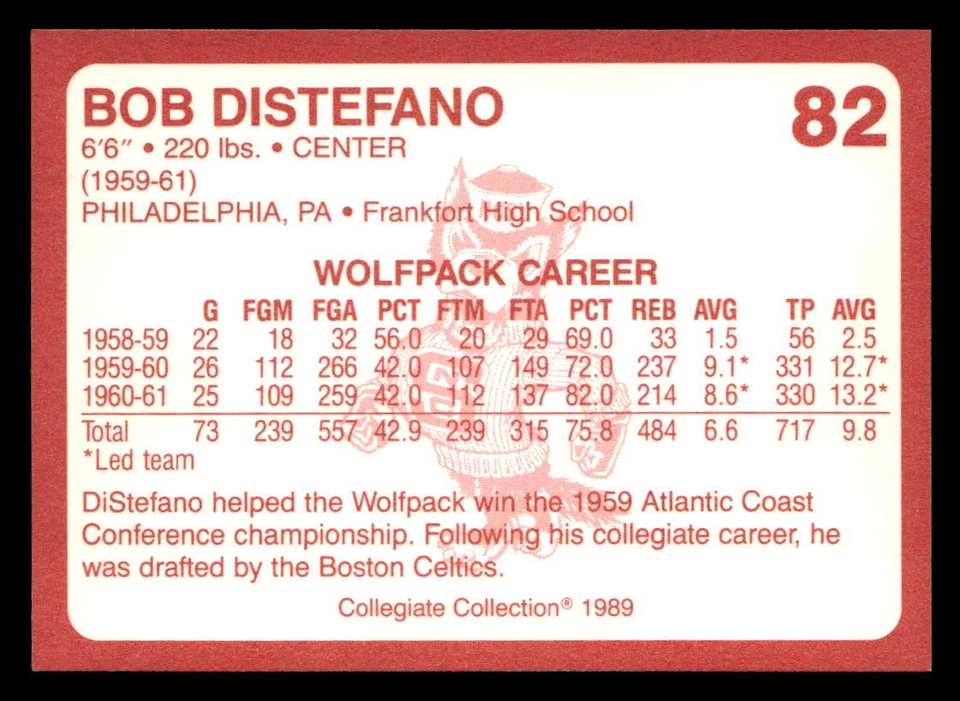 BOB DISTEFANO 82
6'6" • 220 lbs. • CENTER
(1959-61)
PHILADELPHIA, PA • Frankfort High School
WOLFPACK CAREER
G FGM FGA PCT FTM FTA PCT REB AVG TP AVG
1958-59 22 18 32 56.0 20 29 69.0 33 1.5 56 2.5
1959-60 26 112 266 42.0 107 149 72.0 237 9.1* 331 12.7*
1960-61 25 109 259 42.0 112 137 82.0 214 8.6* 330 13.2*
Total 73 239 557 42.9 239 315 75.8 484 6.6 717 9.8
*Led team
DiStefano helped the Wolfpack win the 1959 Atlantic Coast
Conference championship. Following his collegiate career, he
was drafted by the Boston Celtics.
Collegiate Collection® 1989